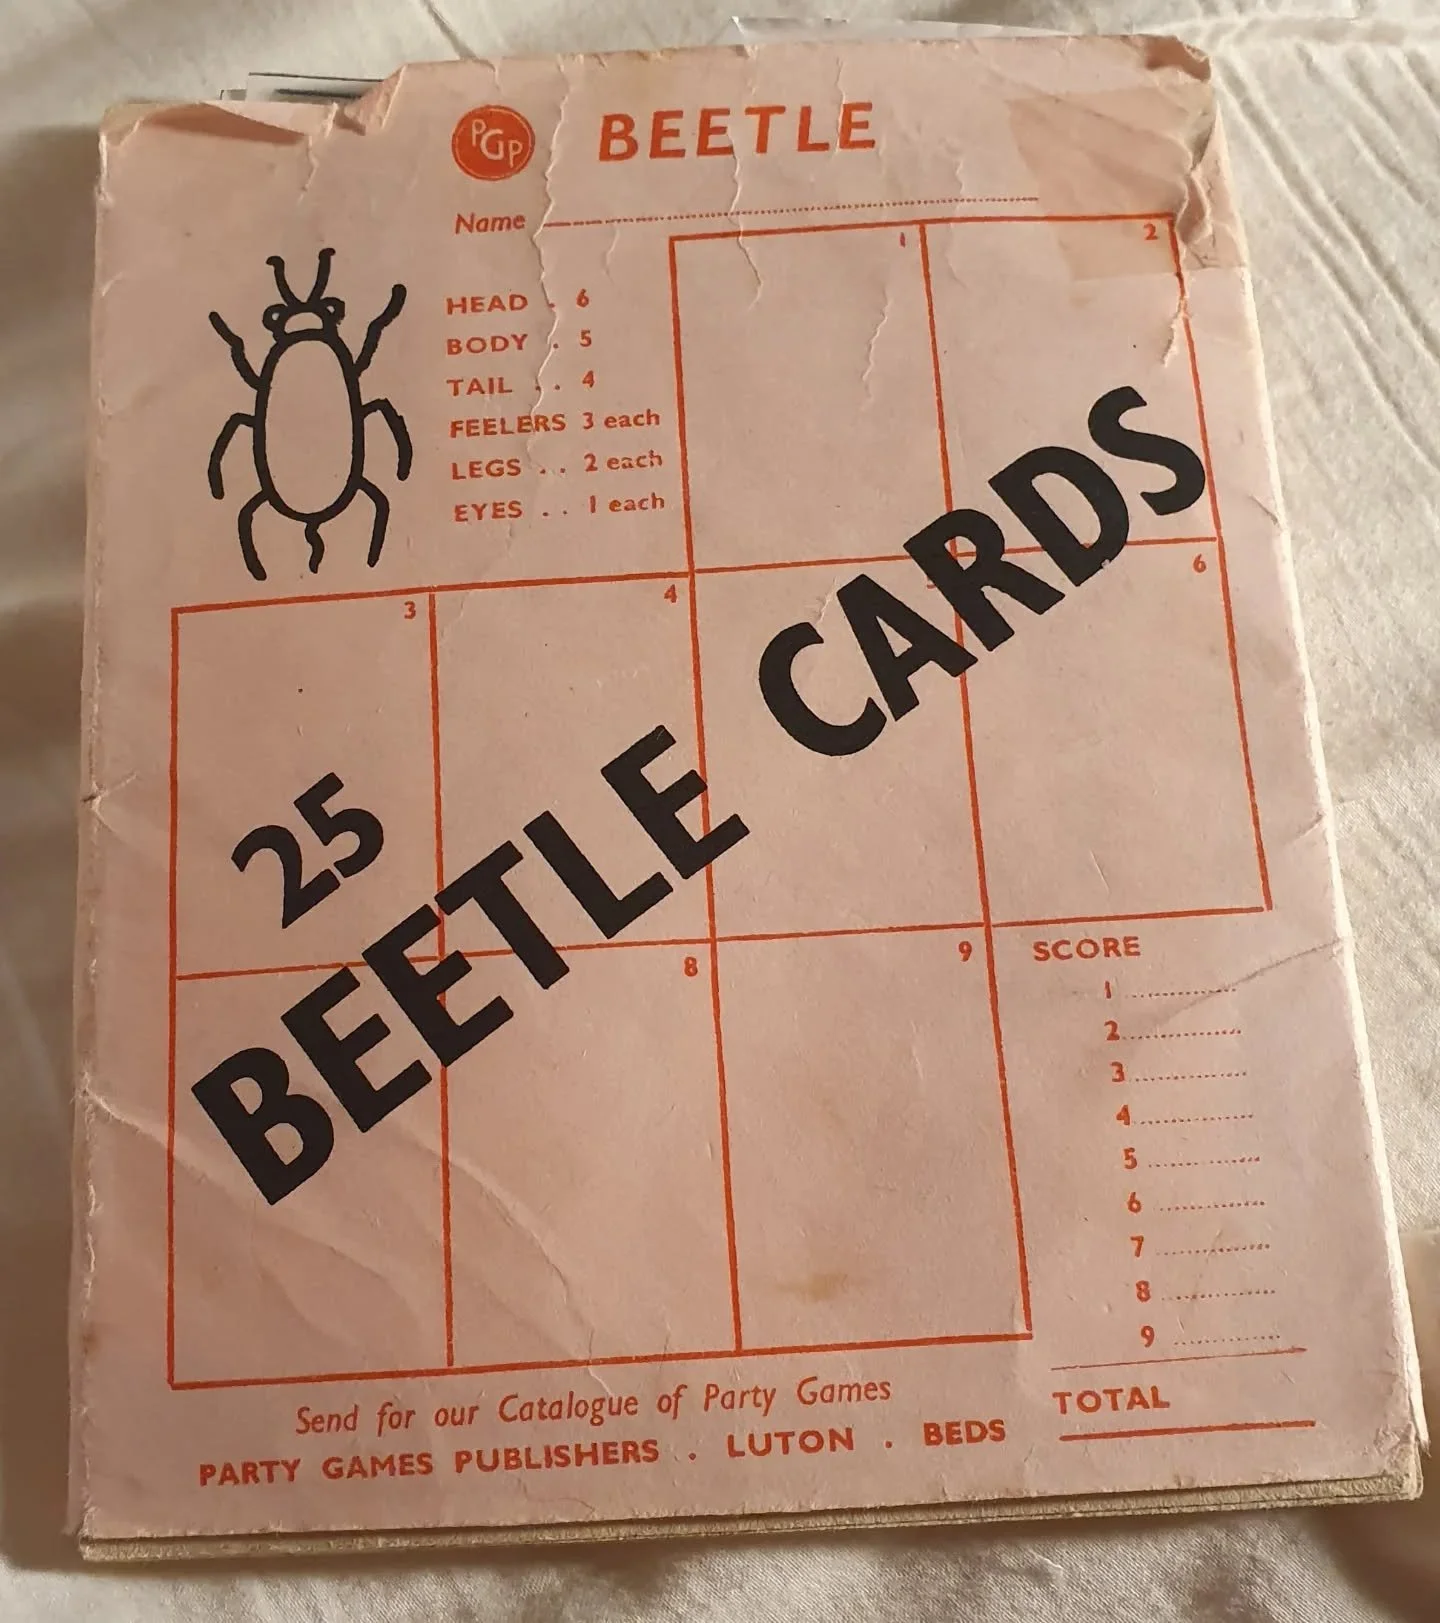 PGP
BEETLE
Name
HEAD . 6
BODY . 5
TAIL . . 4
FEELERS 3 each
LEGS . . 2 each
EYES . . 1 each
1
2
3
4
6
8
9
25
BEETLE CARDS
SCORE
1
2
3
4
5
6
7
8
9
TOTAL
Send for our Catalogue of Party Games
PARTY GAMES PUBLISHERS . LUTON . BEDS